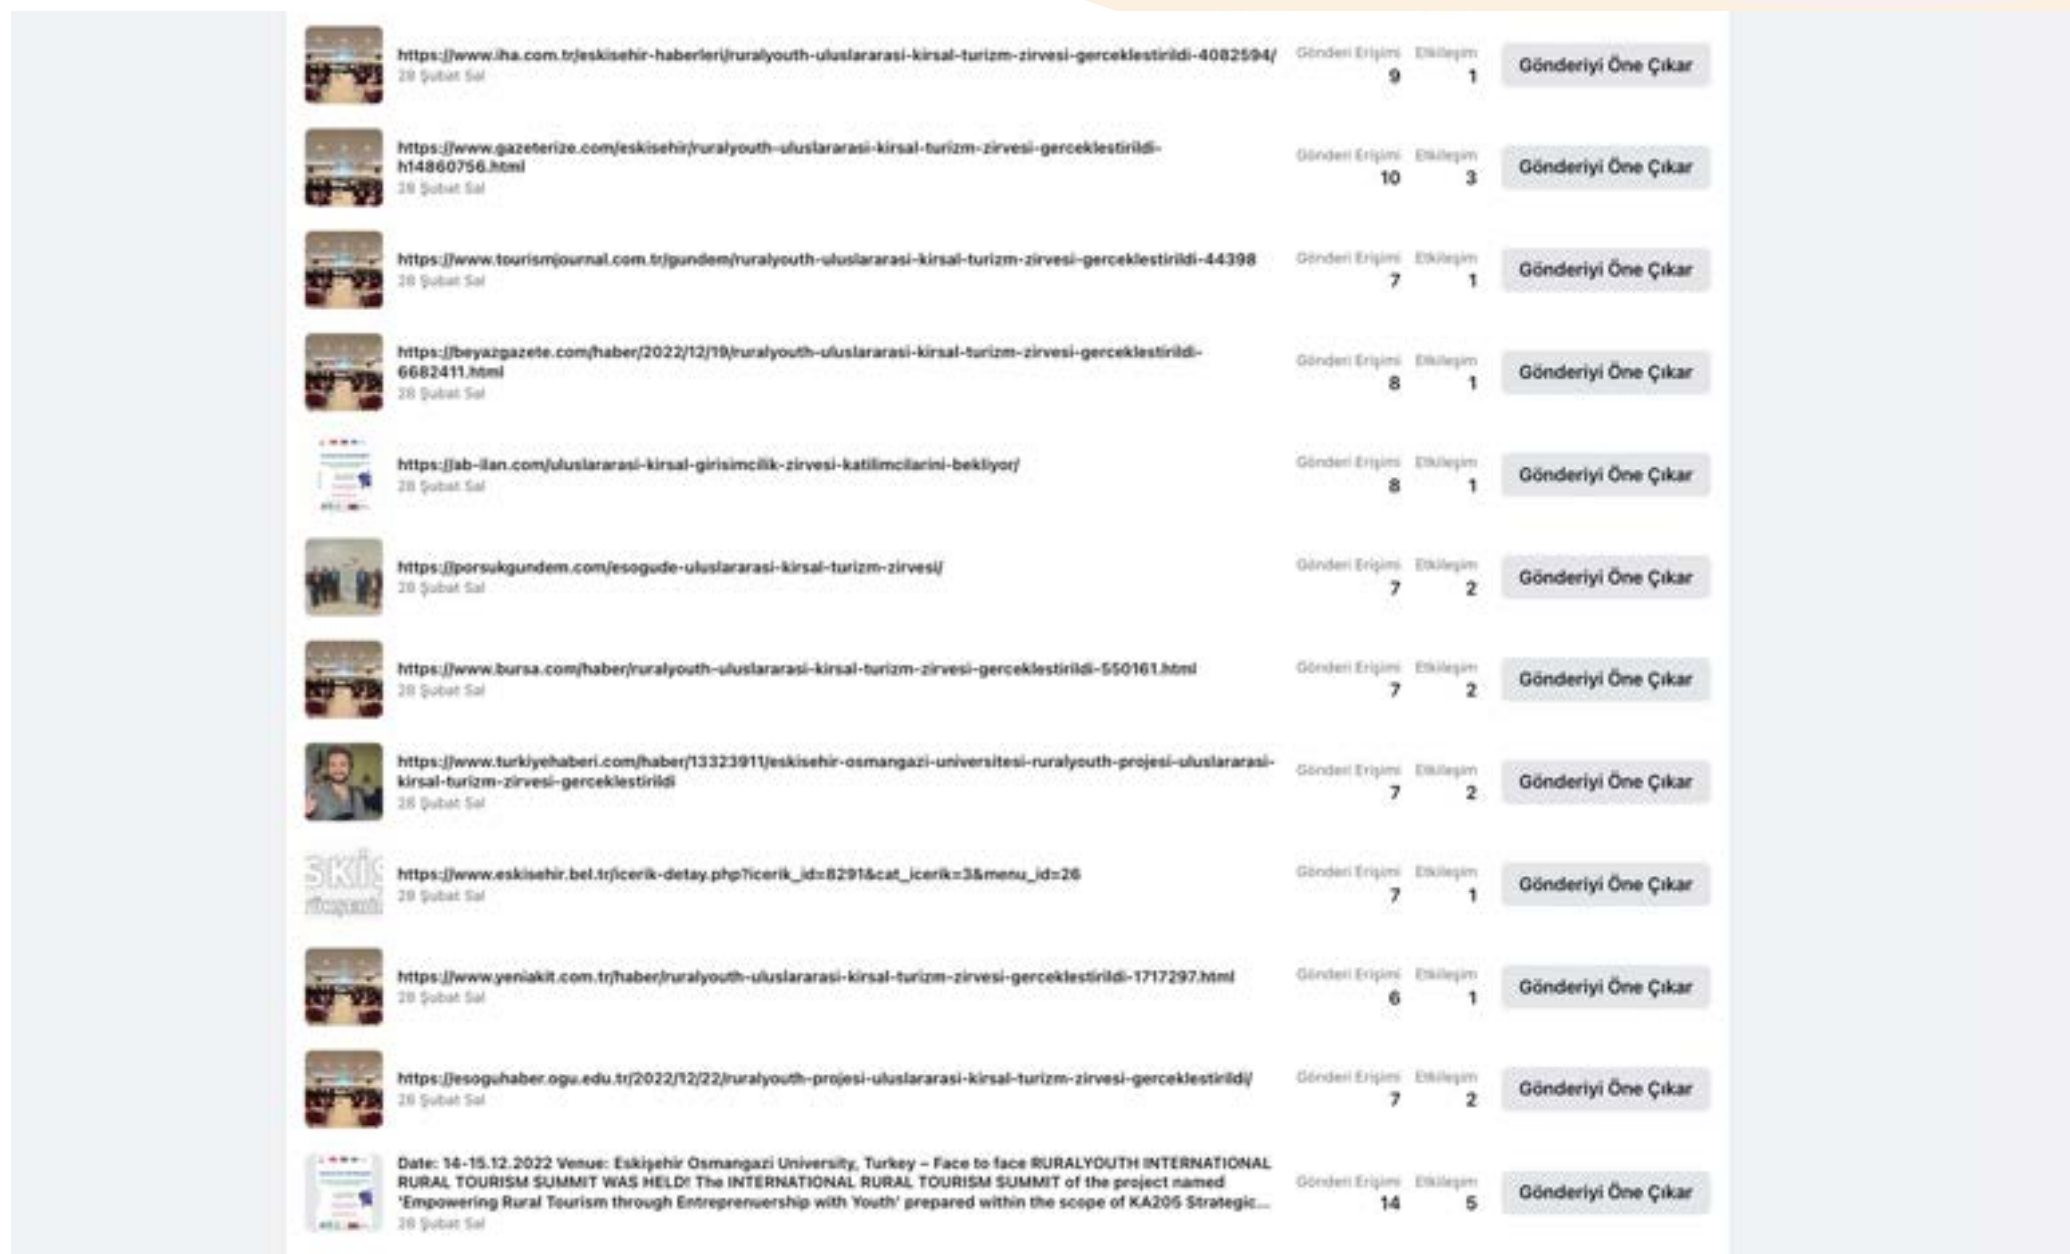 https://www.iha.com.tr/eskisehir-haberleri/ruralyouth-uluslararasi-kirsal-turizm-zirvesi-gerceklestirildi-4082594/
28 Şubat Sal
Gönderi Erişimi Etkileşim
9 1
Gönderiyi Öne Çıkar
https://www.gazeterize.com/eskisehir/ruralyouth-uluslararasi-kirsal-turizm-zirvesi-gerceklestirildi-
h14860756.html
28 Şubat Sal
Gönderi Erişimi Etkileşim
10 3
Gönderiyi Öne Çıkar
https://www.tourismjournal.com.tr/gundem/ruralyouth-uluslararasi-kirsal-turizm-zirvesi-gerceklestirildi-44398
28 Şubat Sal
Gönderi Erişimi Etkileşim
7 1
Gönderiyi Öne Çıkar
https://beyazgazete.com/haber/2022/12/19/ruralyouth-uluslararasi-kirsal-turizm-zirvesi-gerceklestirildi-
6682411.html
28 Şubat Sal
Gönderi Erişimi Etkileşim
8 1
Gönderiyi Öne Çıkar
https://ab-ilan.com/uluslararasi-kirsal-girisimcilik-zirvesi-katilimcilarini-bekliyor/
28 Şubat Sal
Gönderi Erişimi Etkileşim
8 1
Gönderiyi Öne Çıkar
https://porsukgundem.com/esogude-uluslararasi-kirsal-turizm-zirvesi/
28 Şubat Sal
Gönderi Erişimi Etkileşim
7 2
Gönderiyi Öne Çıkar
https://www.bursa.com/haber/ruralyouth-uluslararasi-kirsal-turizm-zirvesi-gerceklestirildi-550161.html
28 Şubat Sal
Gönderi Erişimi Etkileşim
7 2
Gönderiyi Öne Çıkar
https://www.turkiyehaberi.com/haber/13323911/eskisehir-osmangazi-universitesi-ruralyouth-projesi-uluslararasi-
kirsal-turizm-zirvesi-gerceklestirildi
28 Şubat Sal
Gönderi Erişimi Etkileşim
7 2
Gönderiyi Öne Çıkar
https://www.eskisehir.bel.tr/icerik-detay.php?icerik_id=8291&cat_icerik=3&menu_id=26
28 Şubat Sal
Gönderi Erişimi Etkileşim
7 1
Gönderiyi Öne Çıkar
https://www.yeniakit.com.tr/haber/ruralyouth-uluslararasi-kirsal-turizm-zirvesi-gerceklestirildi-1717297.html
28 Şubat Sal
Gönderi Erişimi Etkileşim
6 1
Gönderiyi Öne Çıkar
https://esoguhaber.ogu.edu.tr/2022/12/22/ruralyouth-projesi-uluslararasi-kirsal-turizm-zirvesi-gerceklestirildi/
28 Şubat Sal
Gönderi Erişimi Etkileşim
7 2
Gönderiyi Öne Çıkar
Date: 14-15.12.2022 Venue: Eskişehir Osmangazi University, Turkey – Face to face RURALYOUTH INTERNATIONAL
RURAL TOURISM SUMMIT WAS HELD! The INTERNATIONAL RURAL TOURISM SUMMIT of the project named
'Empowering Rural Tourism through Entreprenuership with Youth' prepared within the scope of KA205 Strategic...
28 Şubat Sal
Gönderi Erişimi Etkileşim
14 5
Gönderiyi Öne Çıkar